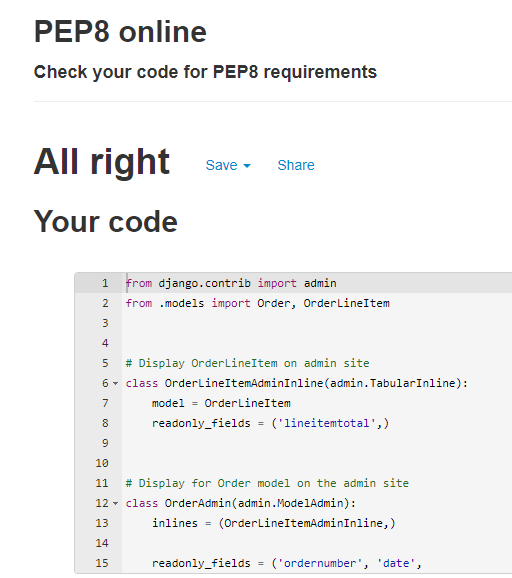 PEP8 online
Check your code for PEP8 requirements
All right Save Share
Your code
1 from django.contrib import admin
2 from .models import Order, OrderLineItem
3
4
5 # Display OrderLineItem on admin site
6 class OrderLineItemAdminInline(admin.TabularInline):
7     model = OrderLineItem
8     readonly_fields = ('lineitemtotal',)
9
10
11 # Display for Order model on the admin site
12 class OrderAdmin(admin.ModelAdmin):
13     inlines = (OrderLineItemAdminInline,)
14
15     readonly_fields = ('ordernumber', 'date',